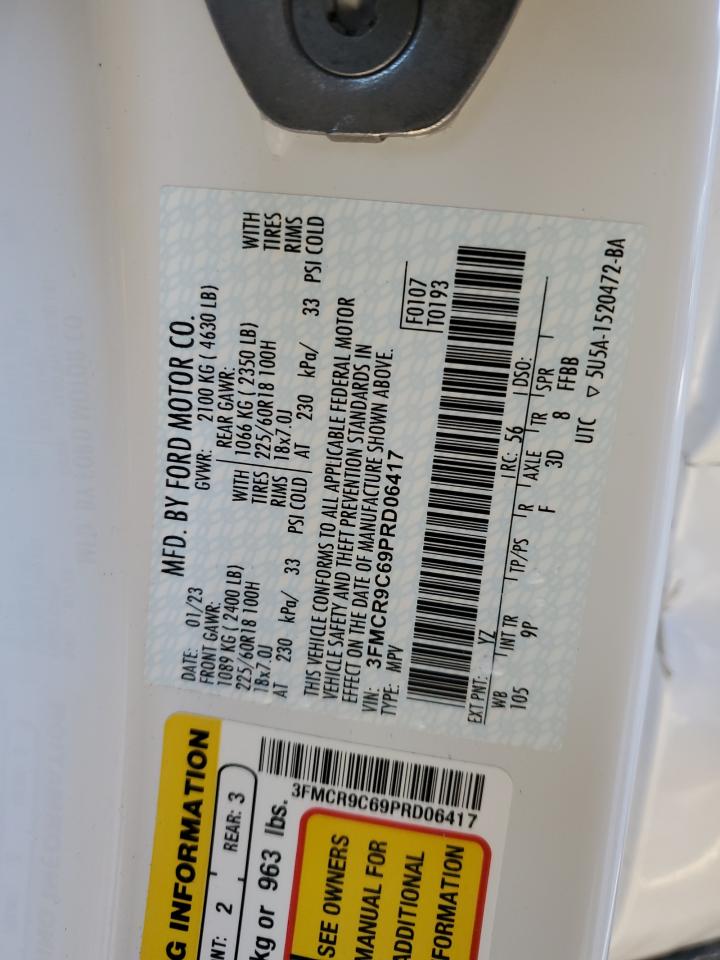 MFD. BY FORD MOTOR CO.
DATE: 01/23 GVWR: 2100 KG ( 4630 LB)
FRONT GAWR: REAR GAWR:
1089 KG ( 2400 LB) WITH 1066 KG ( 2350 LB) WITH
225/60R18 100H TIRES 225/60R18 100H TIRES
18x7.0J RIMS 18x7.0J RIMS
AT 230 kPa/ 33 PSI COLD AT 230 kPa/ 33 PSI COLD
THIS VEHICLE CONFORMS TO ALL APPLICABLE FEDERAL MOTOR
VEHICLE SAFETY AND THEFT PREVENTION STANDARDS IN
EFFECT ON THE DATE OF MANUFACTURE SHOWN ABOVE.
VIN: 3FMCR9C69PRD06417 F0107
TYPE: MPV T0193
EXT PNT: YZ RC: 56 DSO:
WB INT TR TP/PS R AXLE TR SPR
105 9P F 3D 8 FFBB
UTC ▽ 5U5A-1520472-BA
G INFORMATION
NT: 2 REAR: 3
kg or 963 lbs.
3FMCR9C69PRD06417
SEE OWNERS
MANUAL FOR
ADDITIONAL
FORMATION